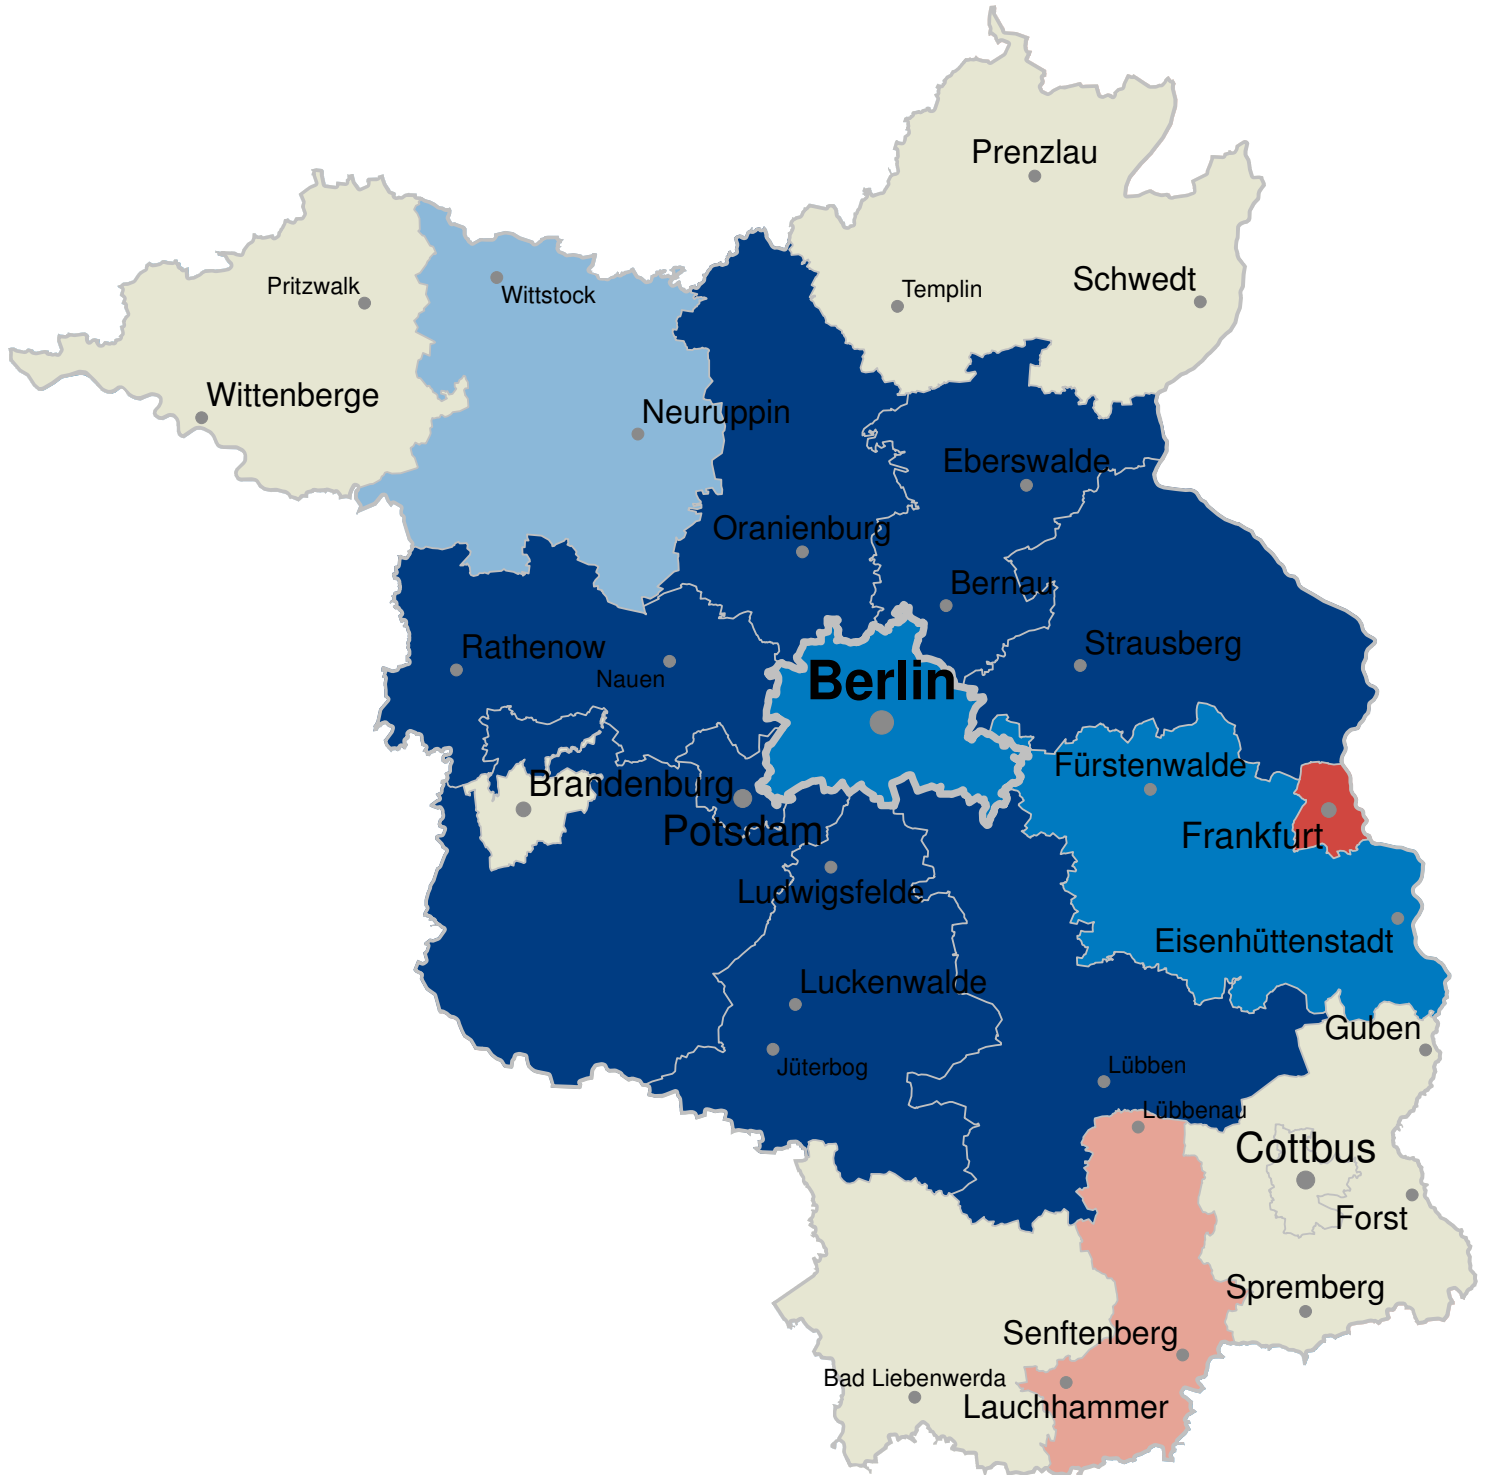 Prenzlau
Schwedt
Templin
Pritzwalk
Wittstock
Wittenberge
Neuruppin
Eberswalde
Oranienburg
Bernau
Strausberg
Rathenow
Nauen
Berlin
Fürstenwalde
Brandenburg
Potsdam
Frankfurt
Ludwigsfelde
Eisenhüttenstadt
Luckenwalde
Guben
Jüterbog
Lübben
Lübbenau
Cottbus
Forst
Spremberg
Senftenberg
Bad Liebenwerda
Lauchhammer